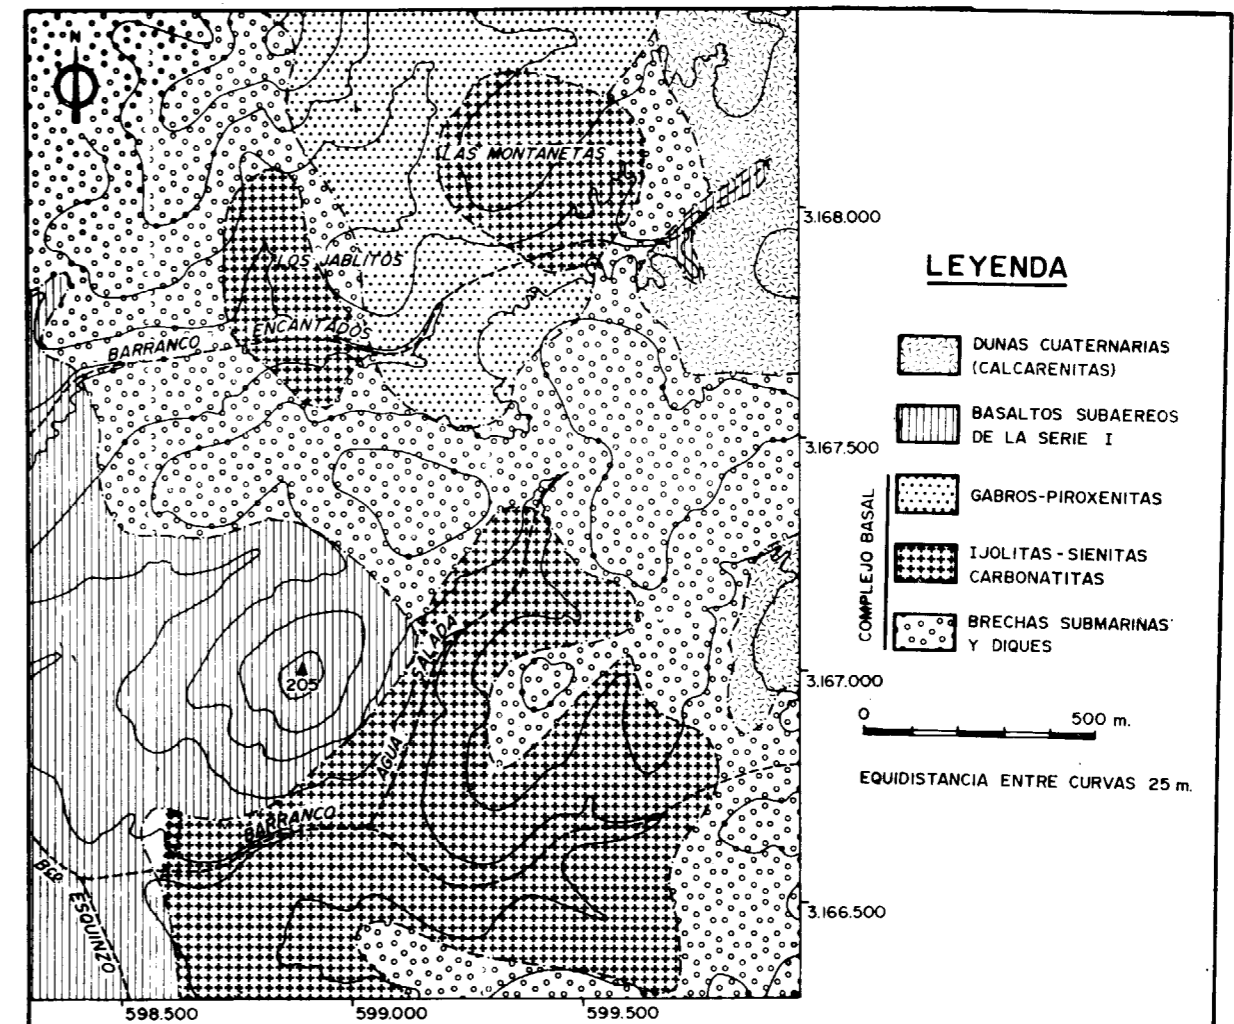 N
LAS MONTAÑETAS
LOS JABLITOS
ENCANTADOS
BARRANCO
205
AGUA SALADA
BARRANCO
Bco.
ESQUINZO
3.168.000
3.167.500
3.167.000
3.166.500
598.500
599.000
599.500
LEYENDA
DUNAS CUATERNARIAS
(CALCARENITAS)
BASALTOS SUBAEREOS
DE LA SERIE I
COMPLEJO BASAL
GABROS-PIROXENITAS
IJOLITAS-SIENITAS
CARBONATITAS
BRECHAS SUBMARINAS
Y DIQUES
0
500 m.
EQUIDISTANCIA ENTRE CURVAS 25 m.